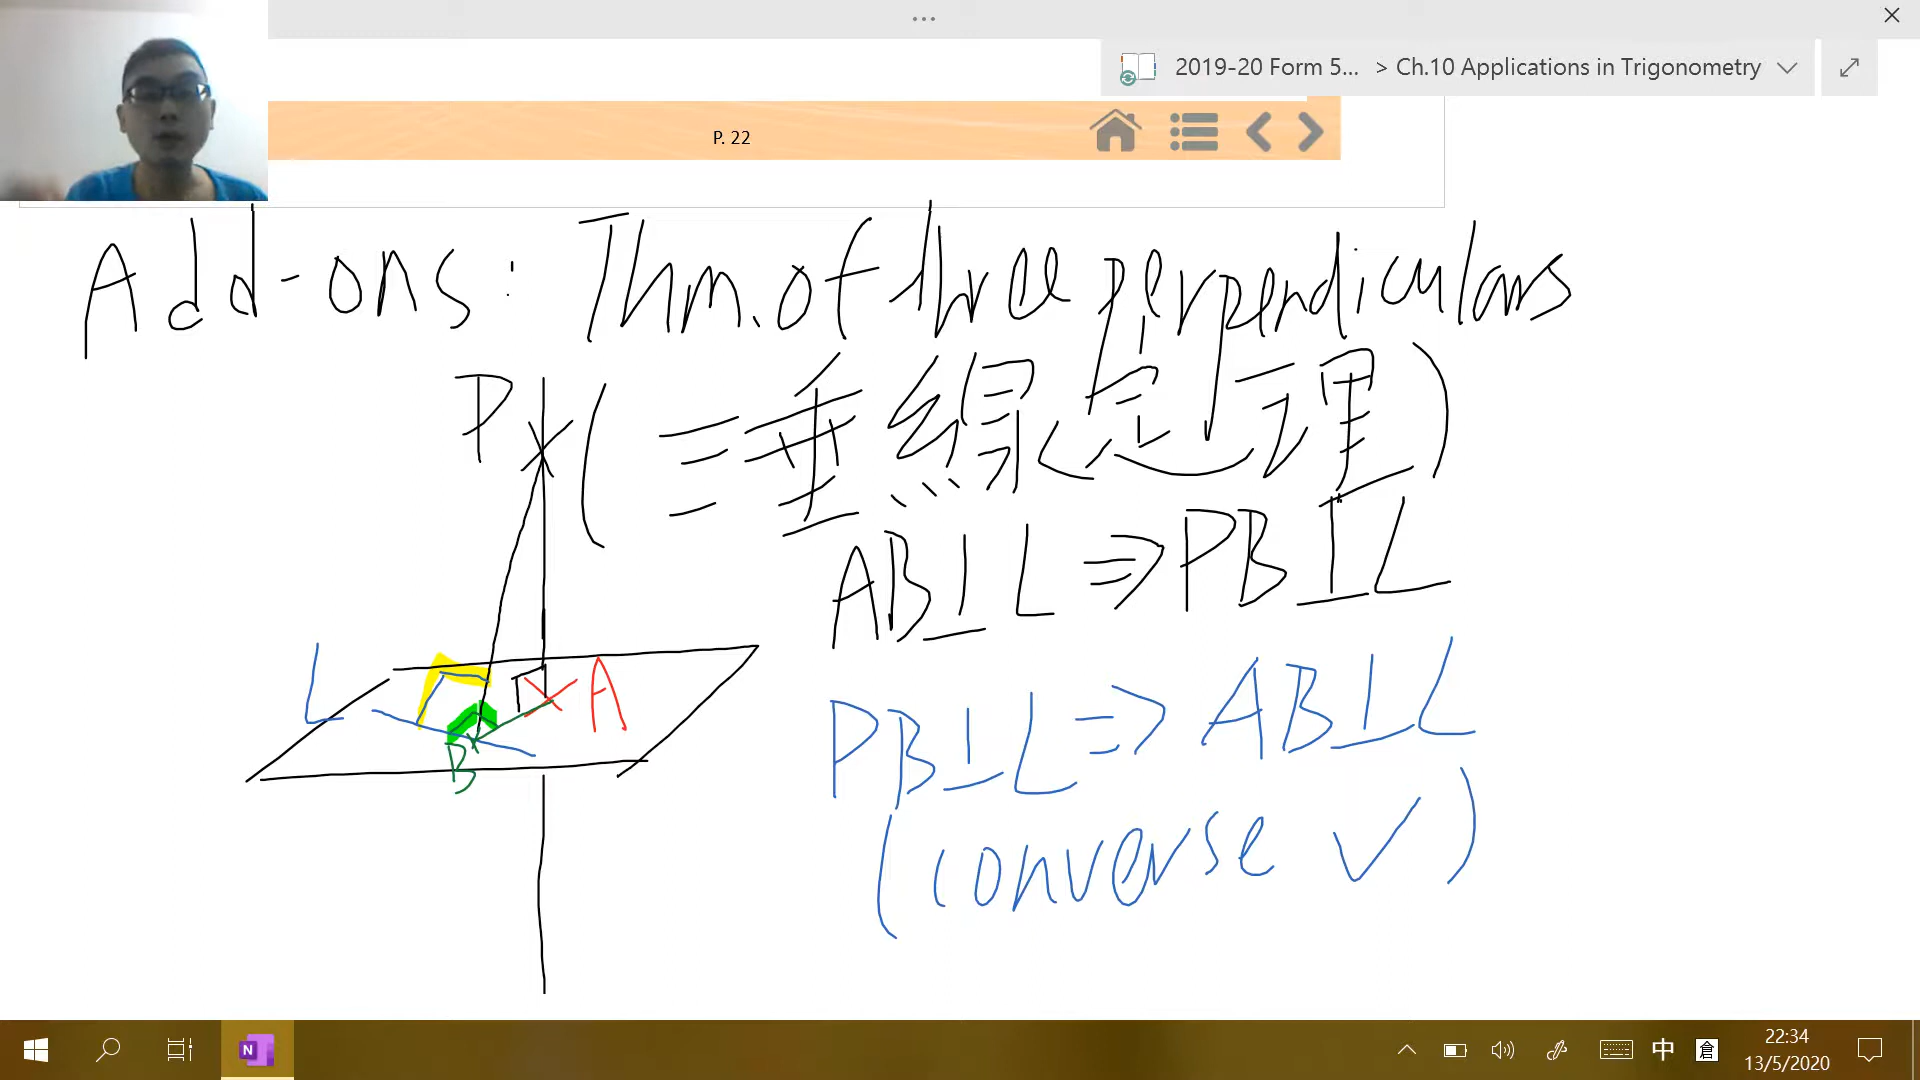 2019-20 Form 5... > Ch.10 Applications in Trigonometry
P. 22
Add-ons: Thm. of three perpendiculars
(三垂線定理)
P
AB⊥L ⇒ PB⊥L
L
A
B
PB⊥L ⇒ AB⊥L
(converse ✓)
N
中
倉
22:34
13/5/2020